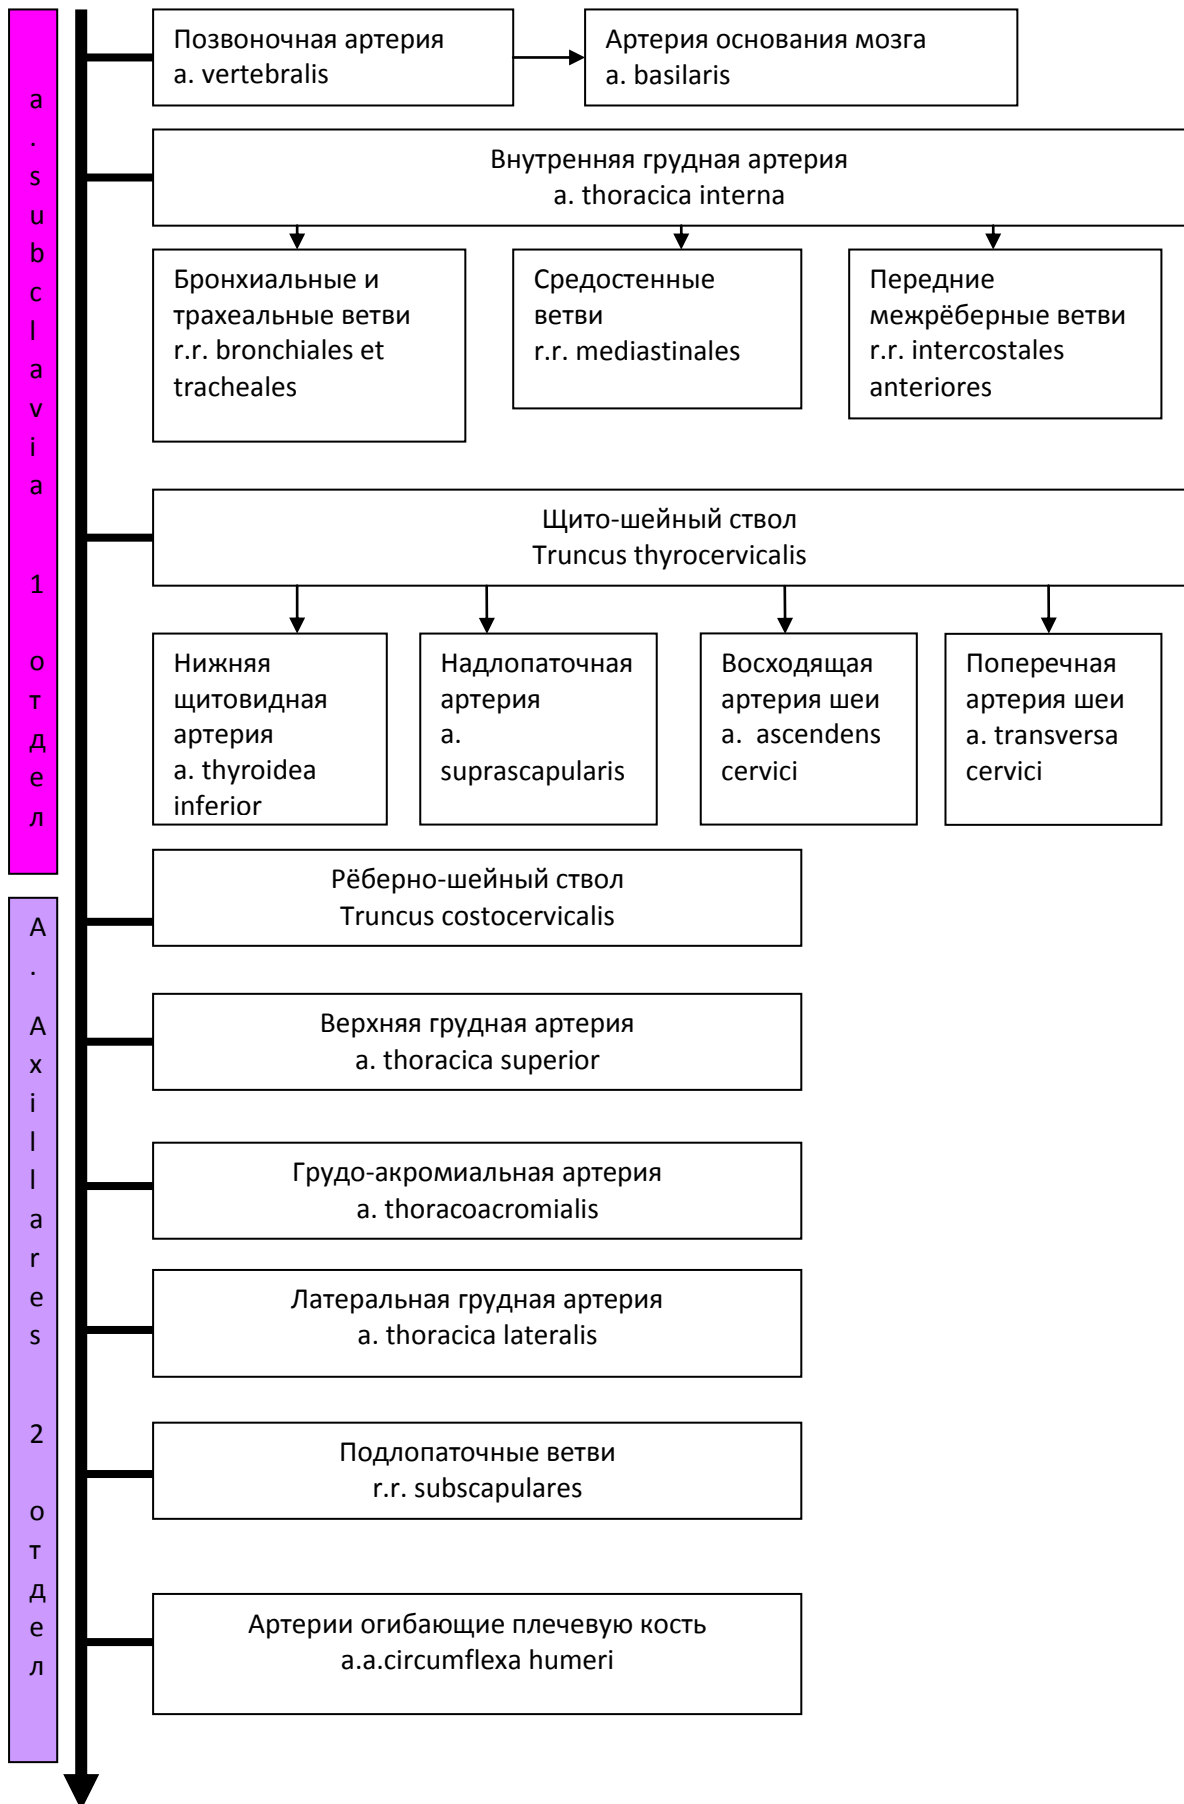 а.subclavia 1 отдел
Позвоночная артерия
a. vertebralis
Артерия основания мозга
a. basilaris
Внутренняя грудная артерия
a. thoracica interna
Бронхиальные и
трахеальные ветви
r.r. bronchiales et
tracheales
Средостенные
ветви
r.r. mediastinales
Передние
межрёберные ветви
r.r. intercostales
anteriores
Щито-шейный ствол
Truncus thyrocervicalis
Нижняя
щитовидная
артерия
a. thyroidea
inferior
Надлопаточная
артерия
a.
suprascapularis
Восходящая
артерия шеи
a. ascendens
cervici
Поперечная
артерия шеи
a. transversa
cervici
Рёберно-шейный ствол
Truncus costocervicalis
A. Axillares 2 отдел
Верхняя грудная артерия
a. thoracica superior
Грудо-акромиальная артерия
a. thoracoacromialis
Латеральная грудная артерия
a. thoracica lateralis
Подлопаточные ветви
r.r. subscapulares
Артерии огибающие плечевую кость
a.a.circumflexa humeri